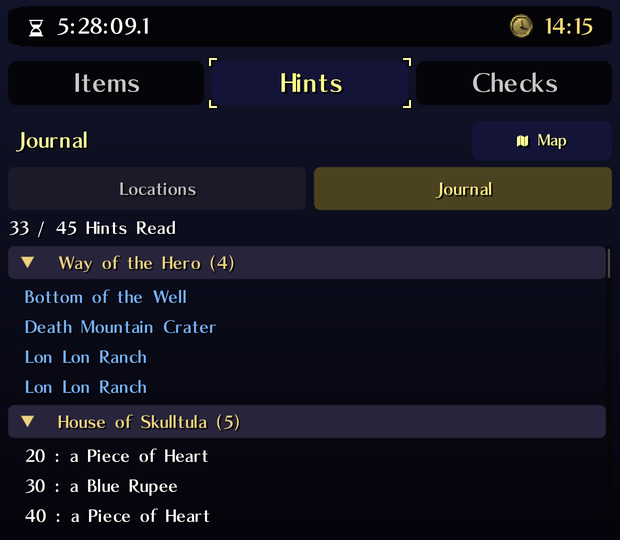 5:28:09.1 14:15
Items Hints Checks
Journal Map
Locations Journal
33 / 45 Hints Read
Way of the Hero (4)
Bottom of the Well
Death Mountain Crater
Lon Lon Ranch
Lon Lon Ranch
House of Skulltula (5)
20 : a Piece of Heart
30 : a Blue Rupee
40 : a Piece of Heart